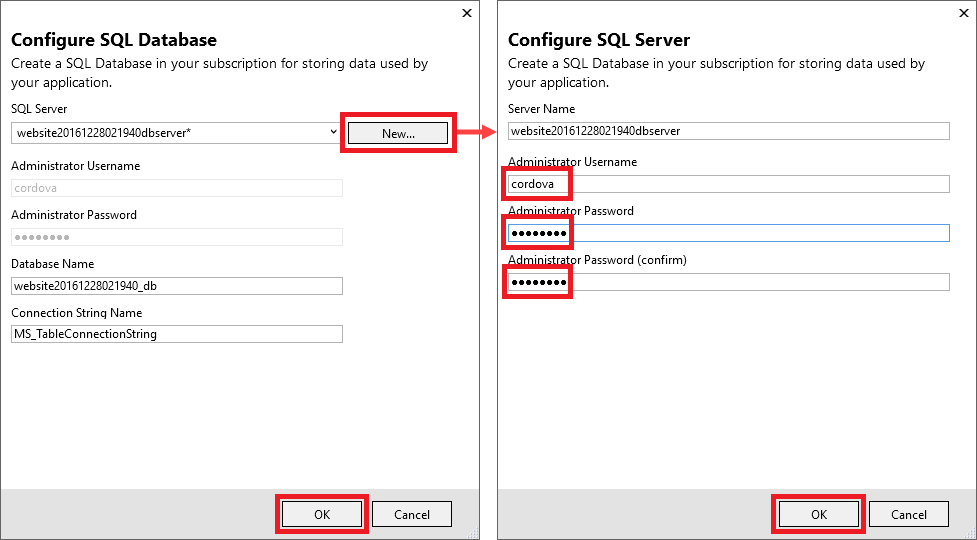 Configure SQL Database
Create a SQL Database in your subscription for storing data used by
your application.
SQL Server
website20161228021940dbserver*
New...
Administrator Username
cordova
Administrator Password
●●●●●●●●
Database Name
website20161228021940_db
Connection String Name
MS_TableConnectionString
OK
Cancel
Configure SQL Server
Create a SQL Database in your subscription for storing data used by
your application.
Server Name
website20161228021940dbserver
Administrator Username
cordova
Administrator Password
●●●●●●●●
Administrator Password (confirm)
●●●●●●●●
OK
Cancel